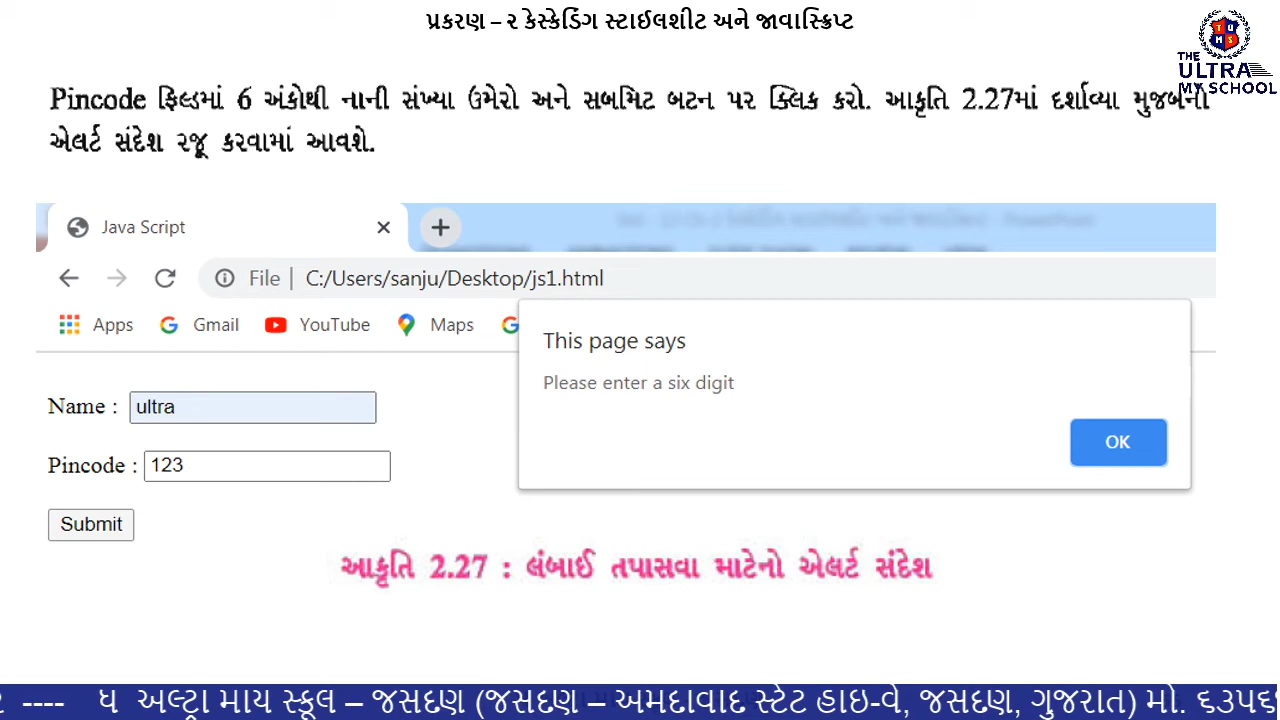 પ્રકરણ – ૨ કેસ્કેડિંગ સ્ટાઈલશીટ અને જાવાસ્ક્રિપ્ટ
THE
ULTRA
MY SCHOOL
Pincode ફિલ્ડમાં 6 અંકોથી નાની સંખ્યા ઉમેરો અને સબમિટ બટન પર ક્લિક કરો. આકૃતિ 2.27માં દર્શાવ્યા મુજબનો
એલર્ટ સંદેશ રજૂ કરવામાં આવશે.
Java Script
File | C:/Users/sanju/Desktop/js1.html
Apps Gmail YouTube Maps
This page says
Please enter a six digit
OK
Name : ultra
Pincode : 123
Submit
આકૃતિ 2.27 : લંબાઈ તપાસવા માટેનો એલર્ટ સંદેશ
---- ધ અલ્ટ્રા માય સ્કૂલ – જસદણ (જસદણ – અમદાવાદ સ્ટેટ હાઇ-વે, જસદણ, ગુજરાત) મો. ૬૩૫૬